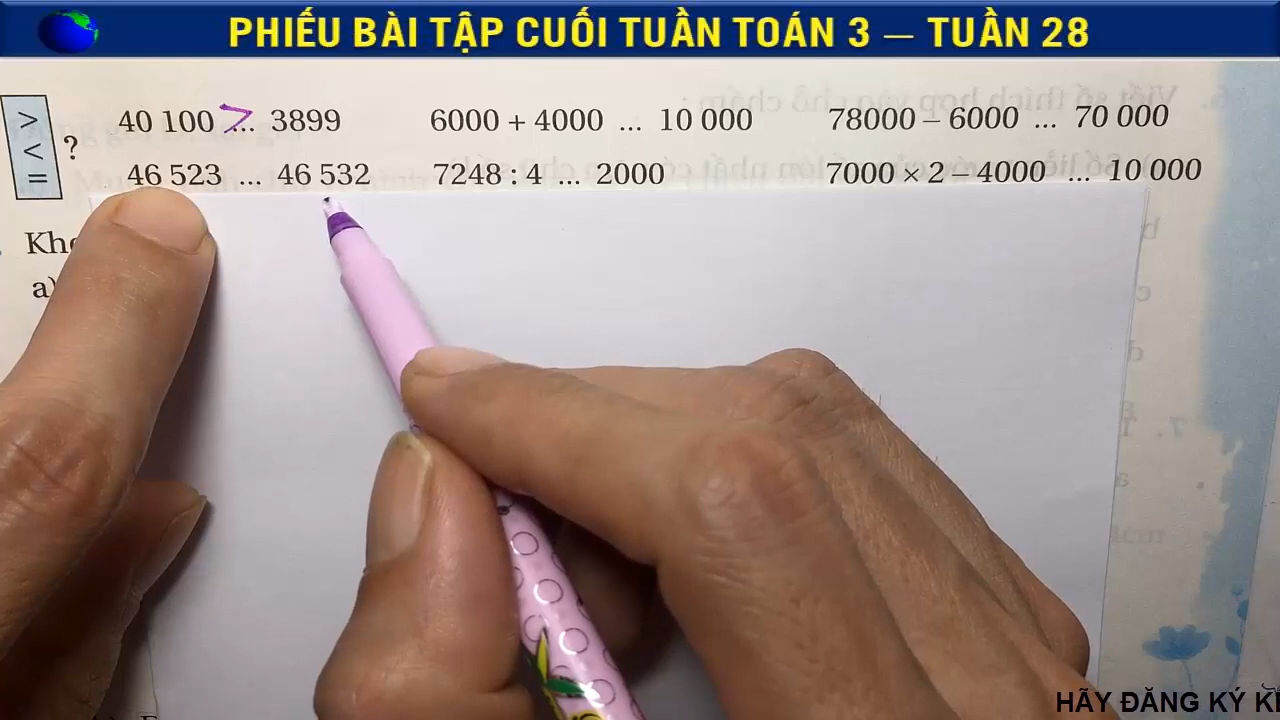 PHIẾU BÀI TẬP CUỐI TUẦN TOÁN 3 — TUẦN 28
> 40 100 > ... 3899 6000 + 4000 ... 10 000 78000 – 6000 ... 70 000
< ?
= 46 523 ... 46 532 7248 : 4 ... 2000 7000 × 2 – 4000 ... 10 000
a)
HÃY ĐĂNG KÝ